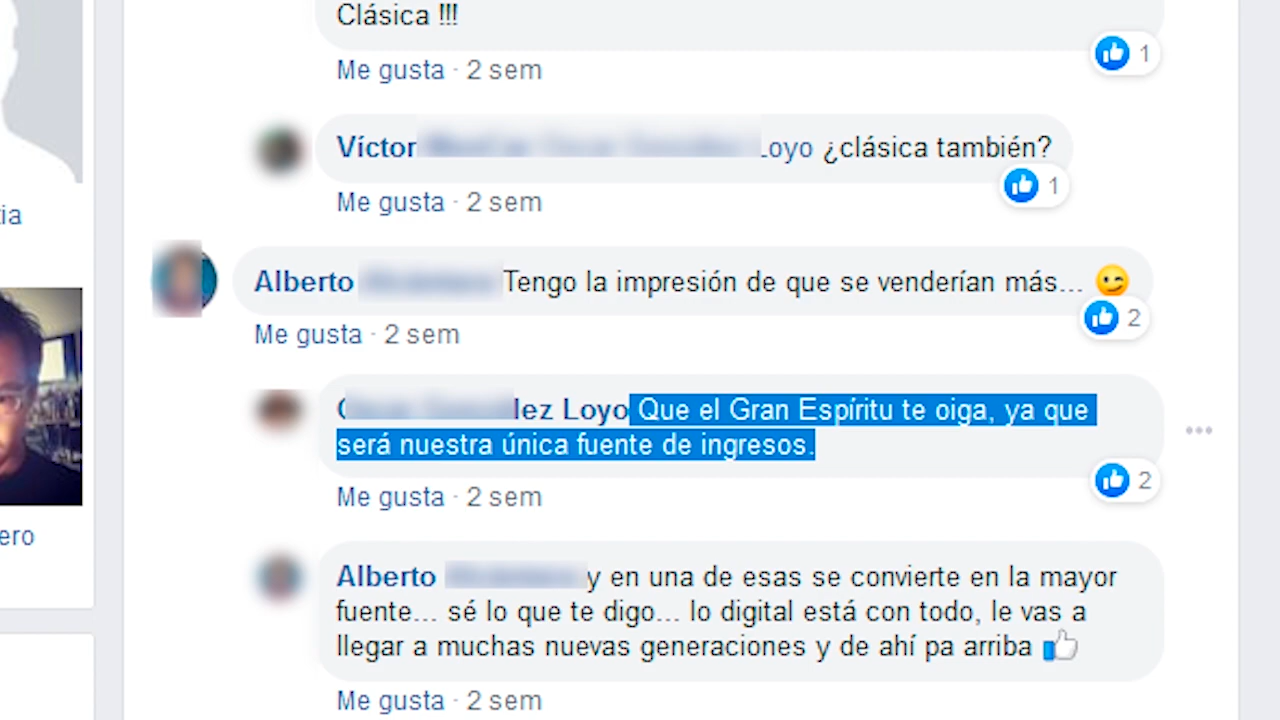 Clásica !!!
Me gusta · 2 sem
1
Víctor Loyo ¿clásica también?
1
Me gusta · 2 sem
tia
Alberto Tengo la impresión de que se venderían más...
2
Me gusta · 2 sem
lez Loyo Que el Gran Espíritu te oiga, ya que
será nuestra única fuente de ingresos.
2
Me gusta · 2 sem
ero
Alberto y en una de esas se convierte en la mayor
fuente... sé lo que te digo... lo digital está con todo, le vas a
llegar a muchas nuevas generaciones y de ahí pa arriba
Me gusta · 2 sem